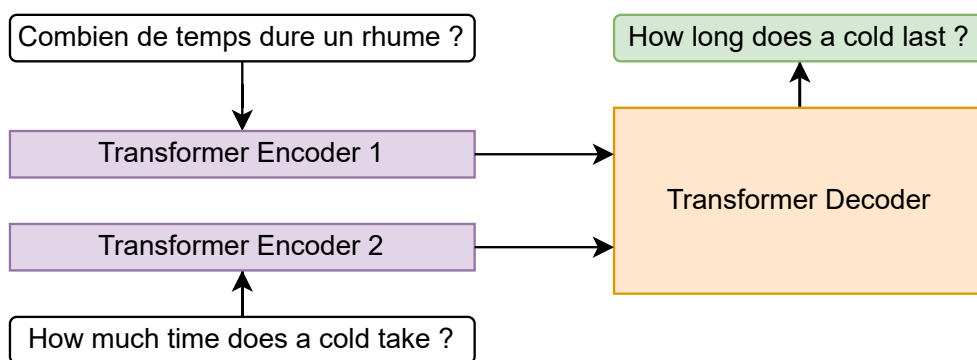 Combien de temps dure un rhume ?
How long does a cold last ?
Transformer Encoder 1
Transformer Decoder
Transformer Encoder 2
How much time does a cold take ?